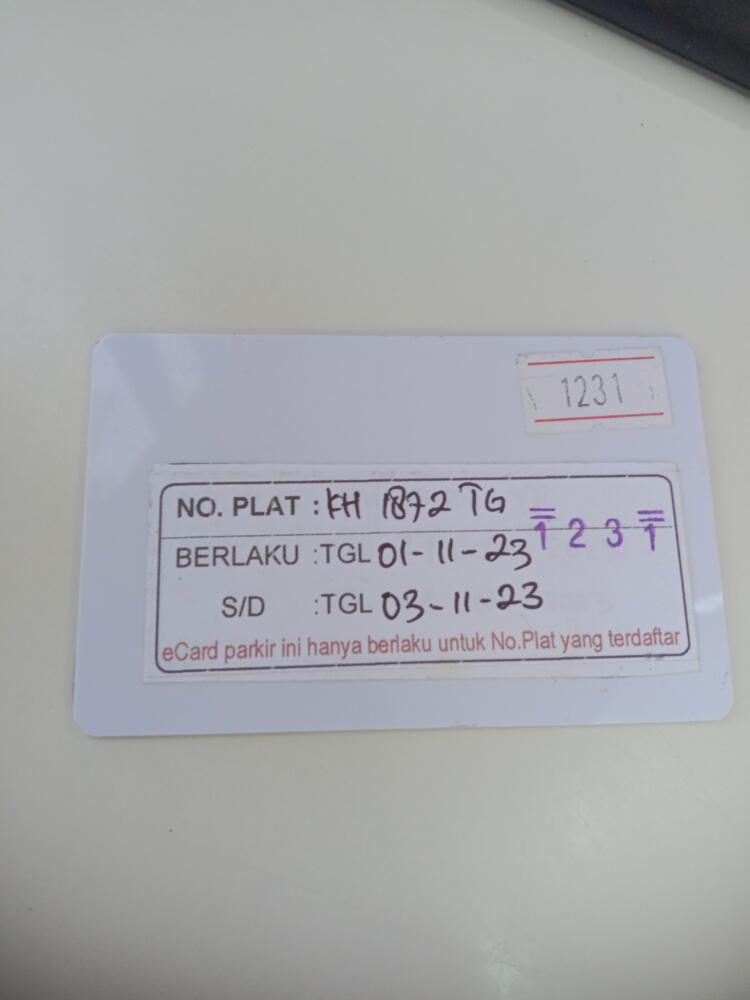 1231
NO. PLAT : KH 1872 TG
BERLAKU :TGL 01-11-23
1 2 3 1
S/D :TGL 03-11-23
eCard parkir ini hanya berlaku untuk No.Plat yang terdaftar